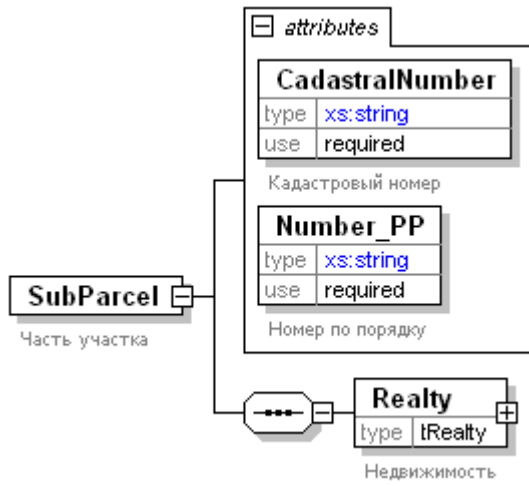 attributes
CadastralNumber
type xs:string
use required
Кадастровый номер
Number_PP
type xs:string
use required
Номер по порядку
SubParcel
Часть участка
Realty
type tRealty
Недвижимость